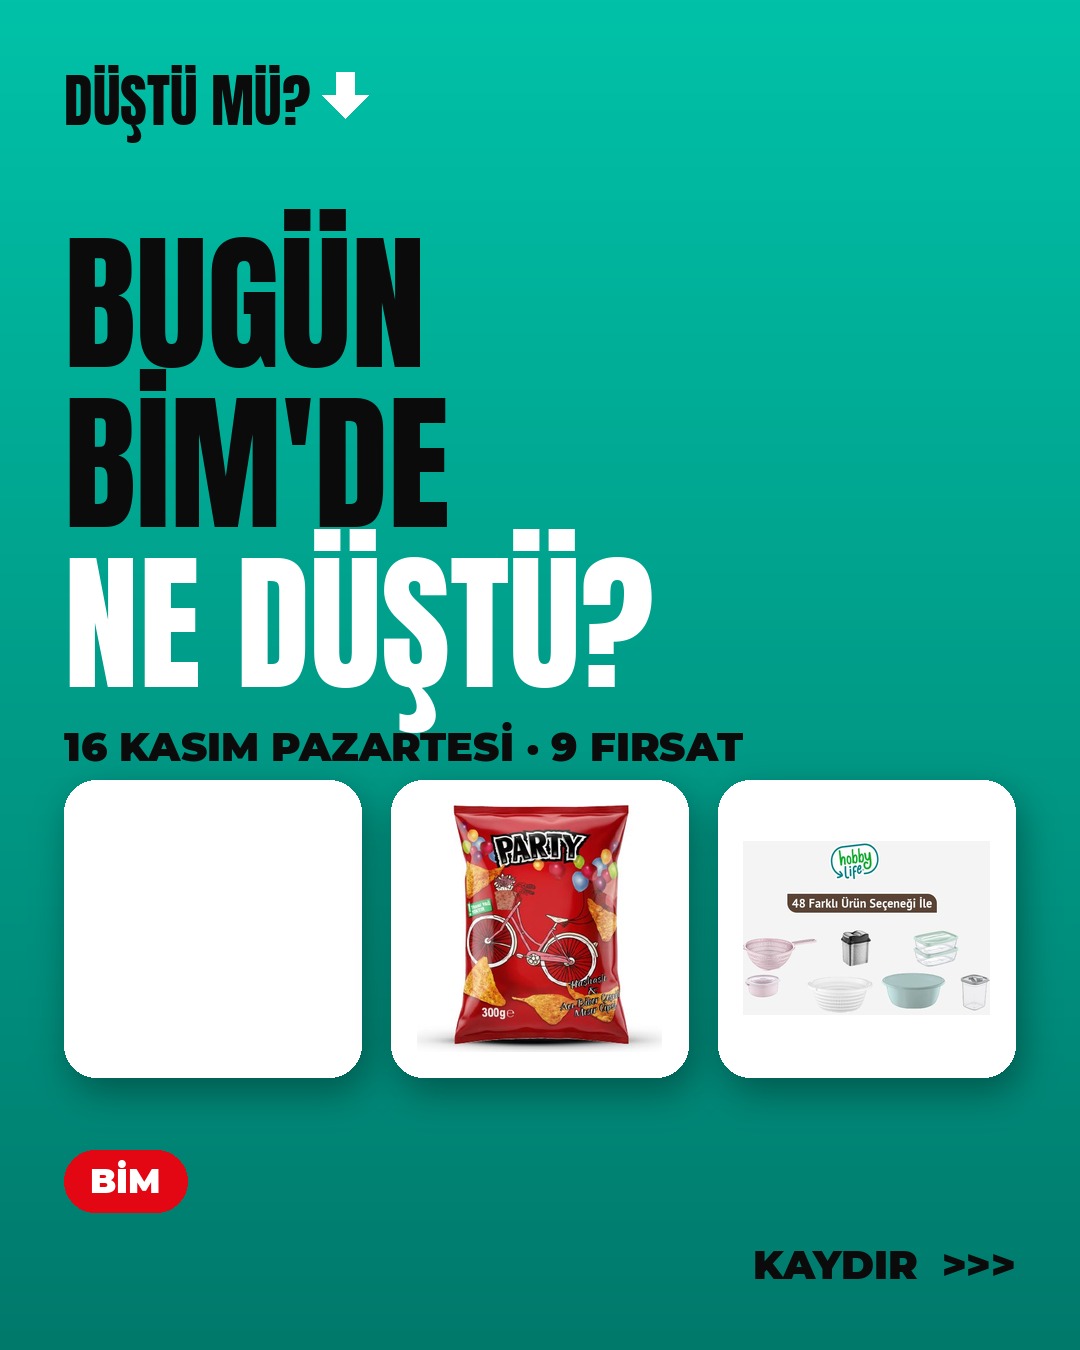 DÜŞTÜ MÜ?
BUGÜN
BİM'DE
NE DÜŞTÜ?
16 KASIM PAZARTESİ • 9 FIRSAT
PARTY
300g℮
hobby
life
48 Farklı Ürün Seçeneği İle
BİM
KAYDIR >>>